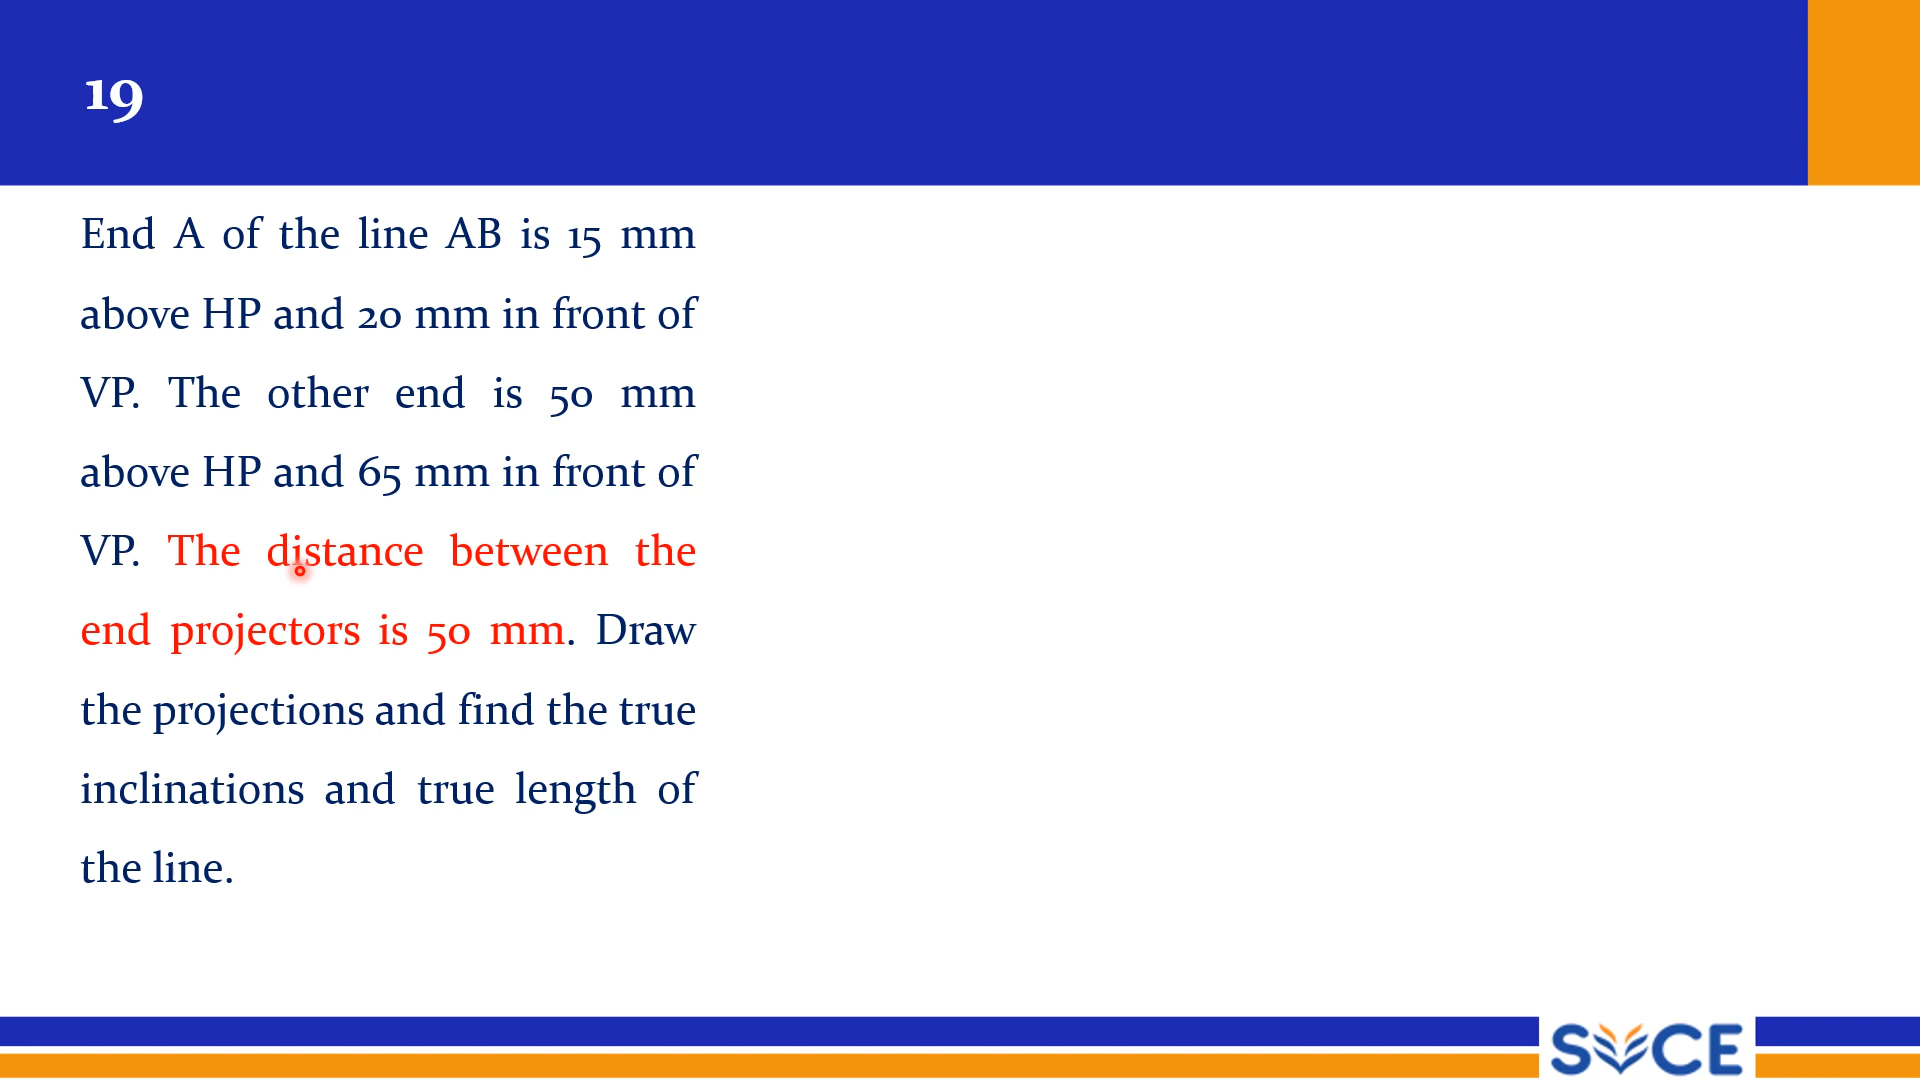 19
End A of the line AB is 15 mm
above HP and 20 mm in front of
VP. The other end is 50 mm
above HP and 65 mm in front of
VP. The distance between the
end projectors is 50 mm. Draw
the projections and find the true
inclinations and true length of
the line.
SVCE